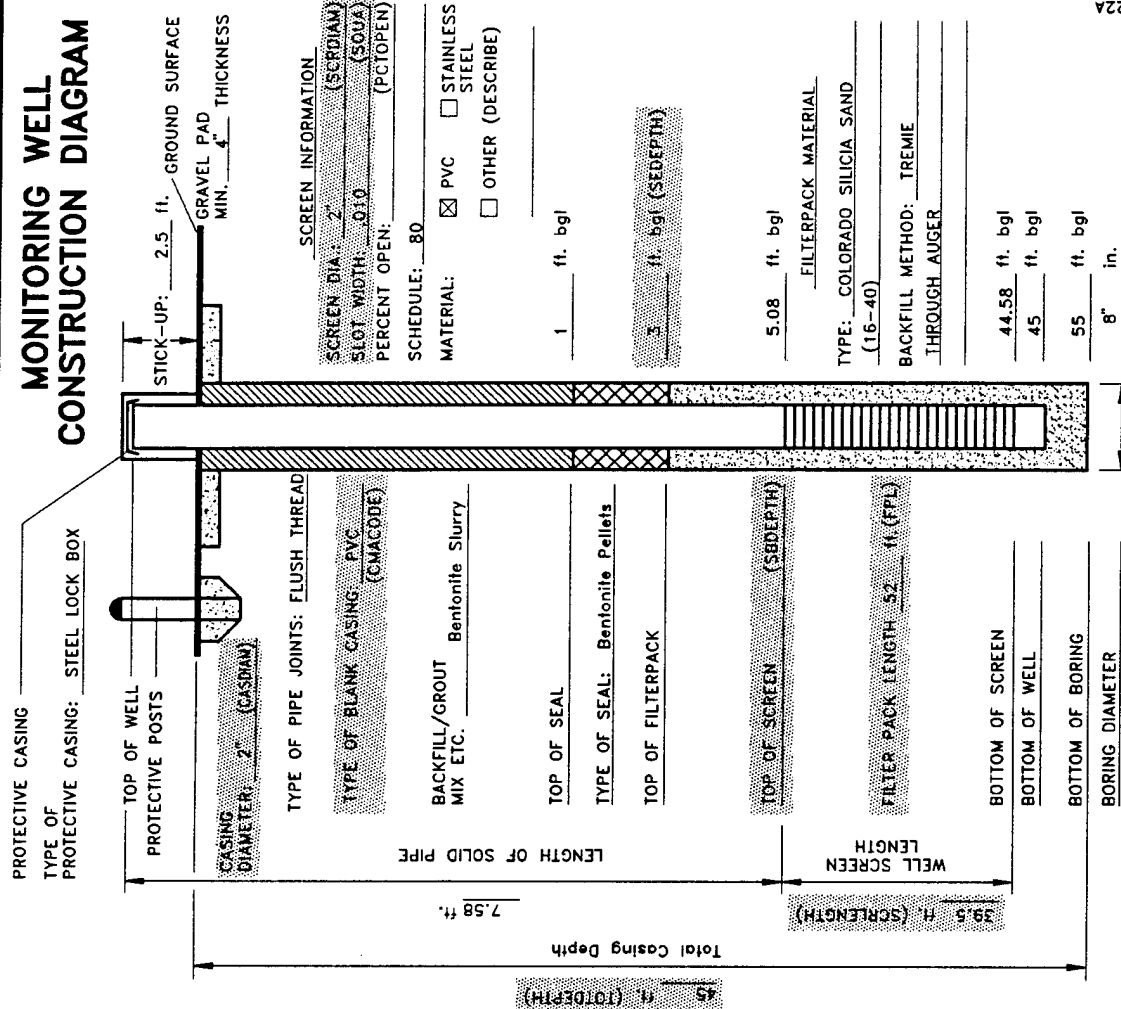 MONITORING WELL
CONSTRUCTION DIAGRAM
PROTECTIVE CASING
TYPE OF
PROTECTIVE CASING: STEEL LOCK BOX
TOP OF WELL
PROTECTIVE POSTS
STICK-UP: 2.5 ft.
GROUND SURFACE
GRAVEL PAD
MIN. 4" THICKNESS
CASING
DIAMETER: 2" (CASDIAM)
TYPE OF PIPE JOINTS: FLUSH THREAD
TYPE OF BLANK CASING: PVC
(CMACODE)
BACKFILL/GROUT
MIX ETC. Bentonite Slurry
SCREEN INFORMATION
SCREEN DIA.: 2" (SCRDIAM)
SLOT WIDTH: .010 (SOUA)
PERCENT OPEN: (PCTOPEN)
SCHEDULE: 80
MATERIAL: ☒ PVC ☐ STAINLESS
STEEL
☐ OTHER (DESCRIBE)
TOP OF SEAL 1 ft. bgl
TYPE OF SEAL: Bentonite Pellets
TOP OF FILTERPACK 3 ft. bgl (SEDEPTH)
TOP OF SCREEN (SBDEPTH) 5.08 ft. bgl
FILTER PACK LENGTH 52 ft (FPL)
FILTERPACK MATERIAL
TYPE: COLORADO SILICIA SAND
(16-40)
BACKFILL METHOD: TREMIE
THROUGH AUGER
BOTTOM OF SCREEN 44.58 ft. bgl
BOTTOM OF WELL 45 ft. bgl
BOTTOM OF BORING 55 ft. bgl
BORING DIAMETER 8" in.
LENGTH OF SOLID PIPE
7.58 ft.
WELL SCREEN
LENGTH
39.5 ft. (SCRLENGTH)
Total Casing Depth
45 ft. (TOTDEPTH)